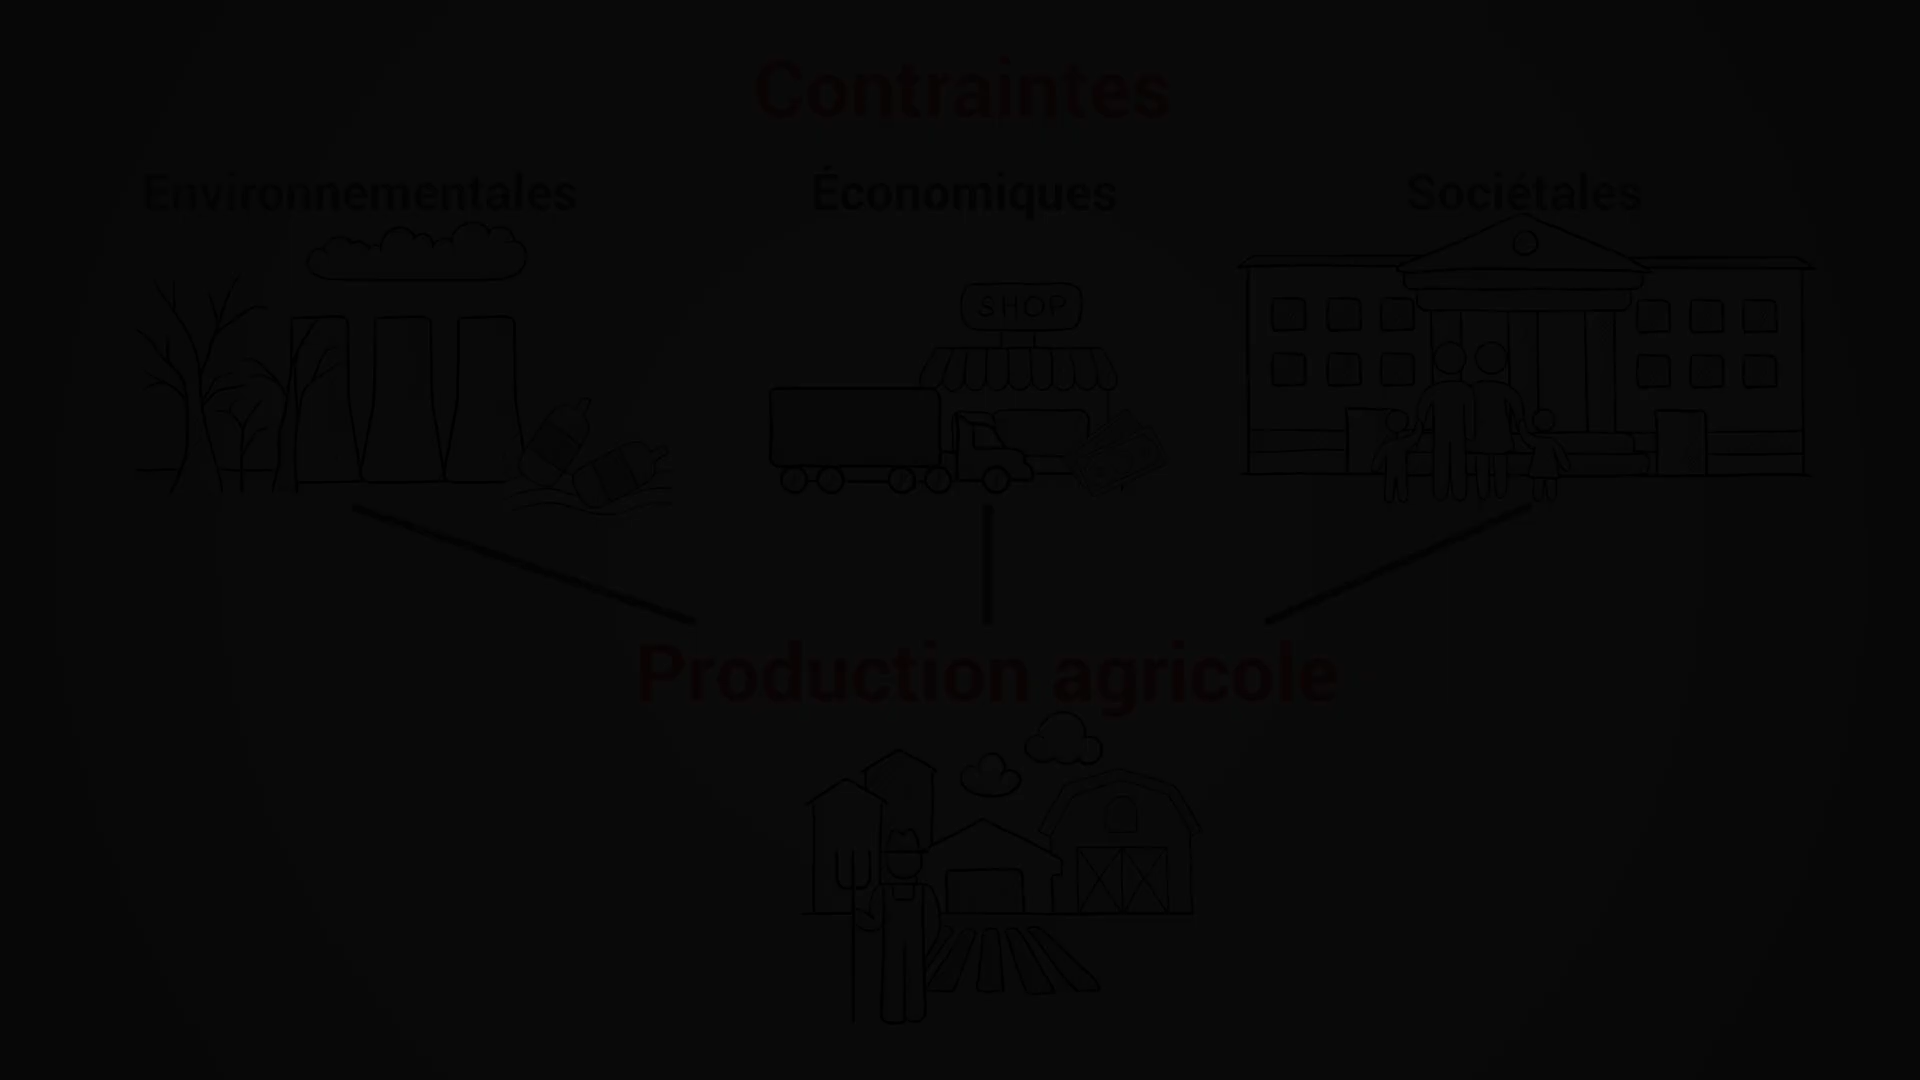 Contraintes
Environnementales
Économiques
Sociétales
SHOP
Production agricole